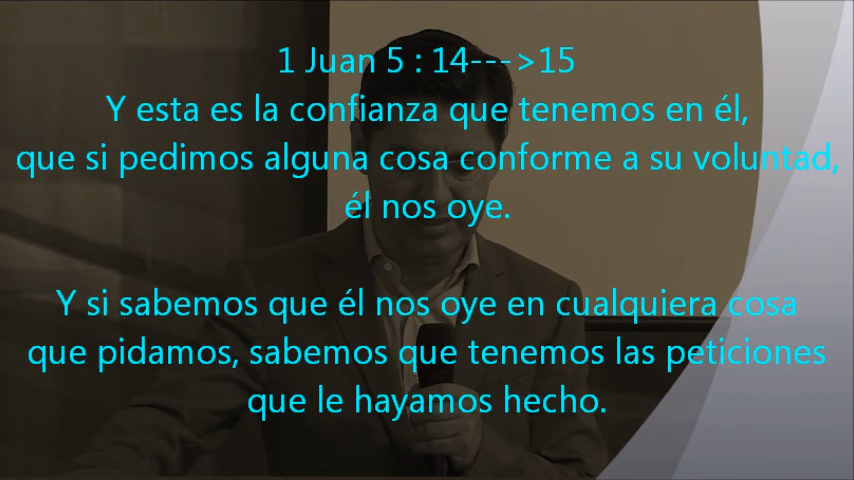 1 Juan 5 : 14--->15
Y esta es la confianza que tenemos en él,
que si pedimos alguna cosa conforme a su voluntad,
él nos oye.
Y si sabemos que él nos oye en cualquiera cosa
que pidamos, sabemos que tenemos las peticiones
que le hayamos hecho.